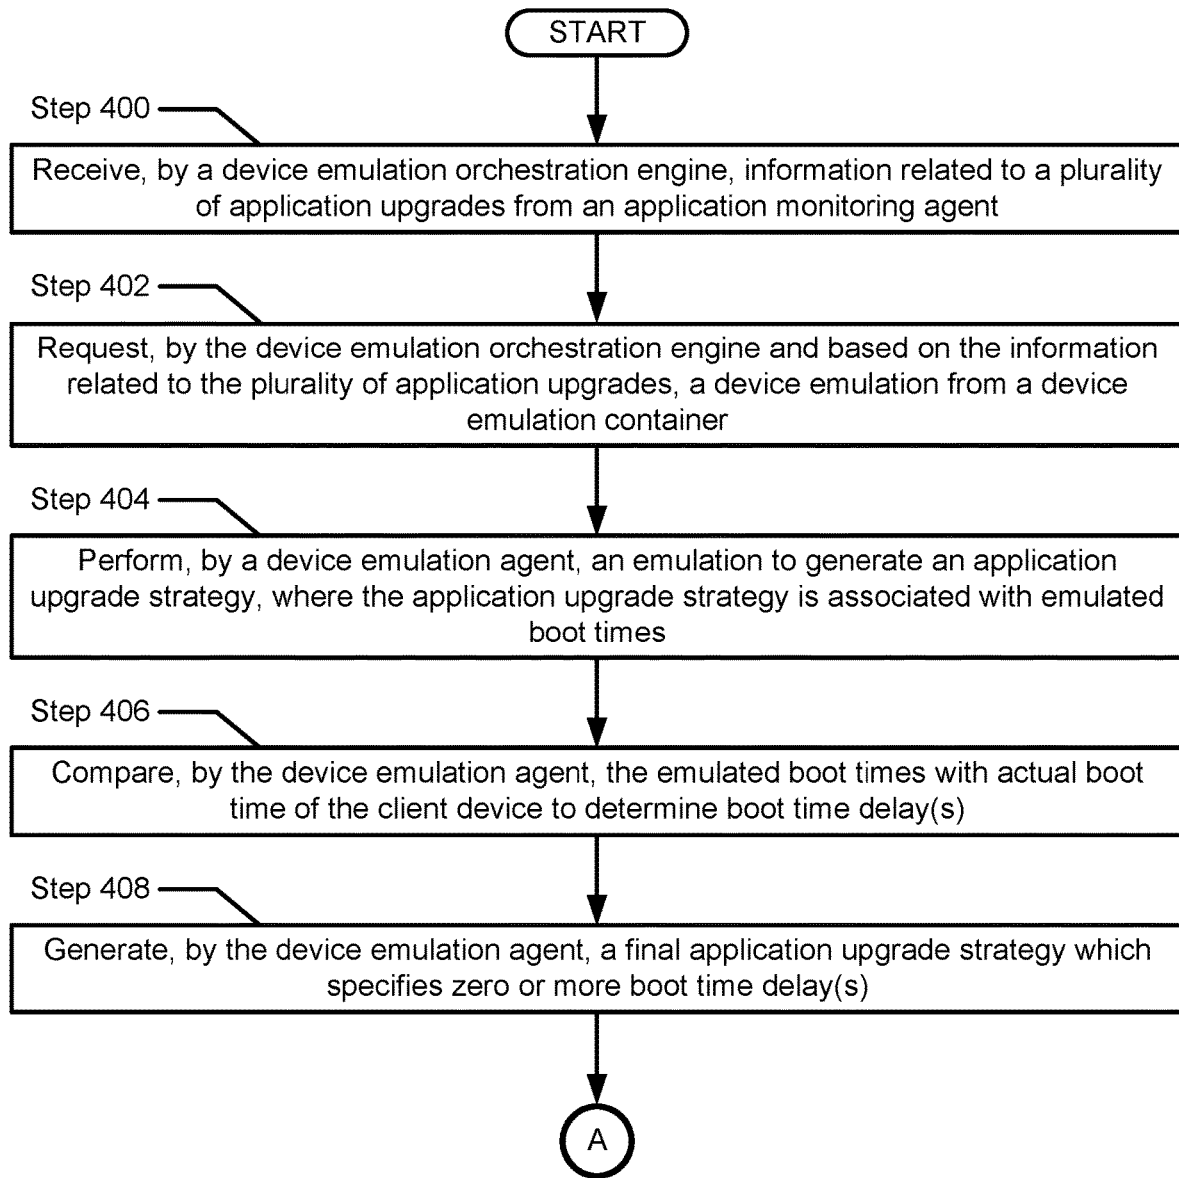 START
Step 400
Receive, by a device emulation orchestration engine, information related to a plurality
of application upgrades from an application monitoring agent
Step 402
Request, by the device emulation orchestration engine and based on the information
related to the plurality of application upgrades, a device emulation from a device
emulation container
Step 404
Perform, by a device emulation agent, an emulation to generate an application
upgrade strategy, where the application upgrade strategy is associated with emulated
boot times
Step 406
Compare, by the device emulation agent, the emulated boot times with actual boot
time of the client device to determine boot time delay(s)
Step 408
Generate, by the device emulation agent, a final application upgrade strategy which
specifies zero or more boot time delay(s)
A